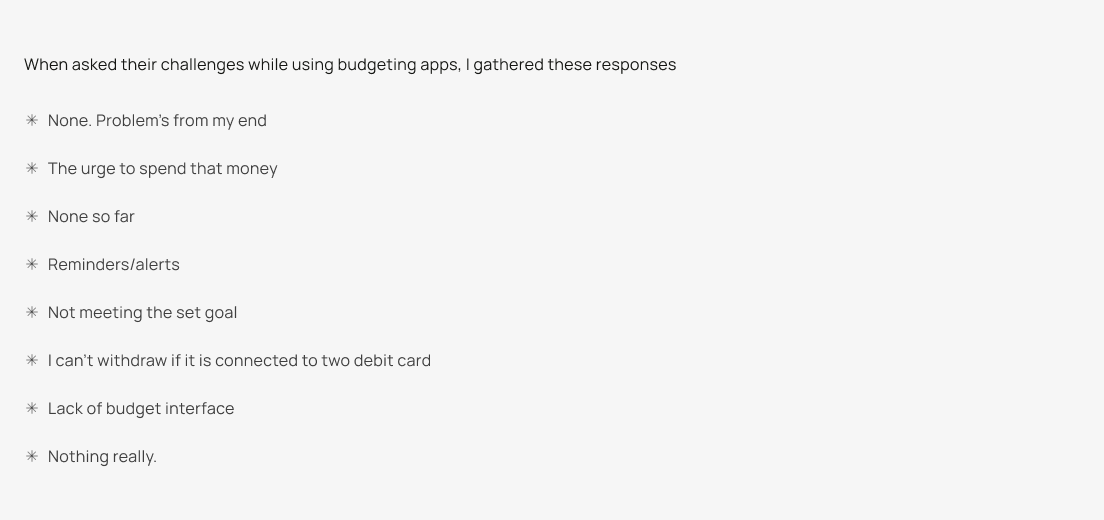 When asked their challenges while using budgeting apps, I gathered these responses
✳ None. Problem's from my end
✳ The urge to spend that money
✳ None so far
✳ Reminders/alerts
✳ Not meeting the set goal
✳ I can't withdraw if it is connected to two debit card
✳ Lack of budget interface
✳ Nothing really.